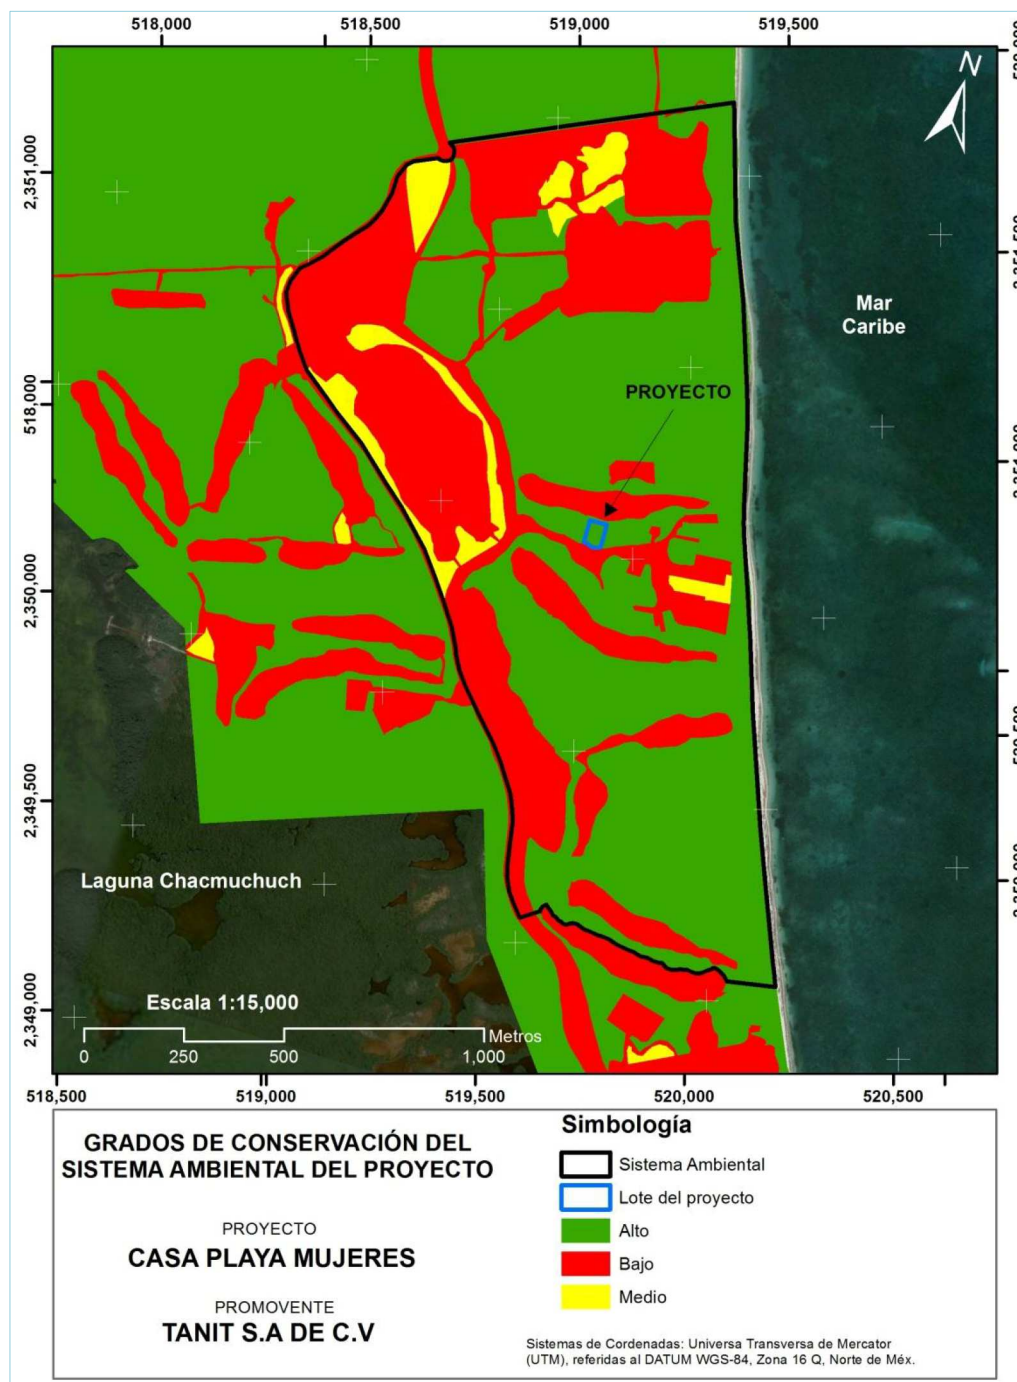 518,000
518,500
519,000
519,500
N
2,351,000
Mar
Caribe
PROYECTO
518,000
2,350,000
2,349,500
Laguna Chacmuchuch
Escala 1:15,000
Metros
0
250
500
1,000
2,349,000
518,500
519,000
519,500
520,000
520,500
GRADOS DE CONSERVACIÓN DEL
SISTEMA AMBIENTAL DEL PROYECTO
PROYECTO
CASA PLAYA MUJERES
PROMOVENTE
TANIT S.A DE C.V
Simbología
Sistema Ambiental
Lote del proyecto
Alto
Bajo
Medio
Sistemas de Cordenadas: Universa Transversa de Mercator
(UTM), referidas al DATUM WGS-84, Zona 16 Q, Norte de Méx.